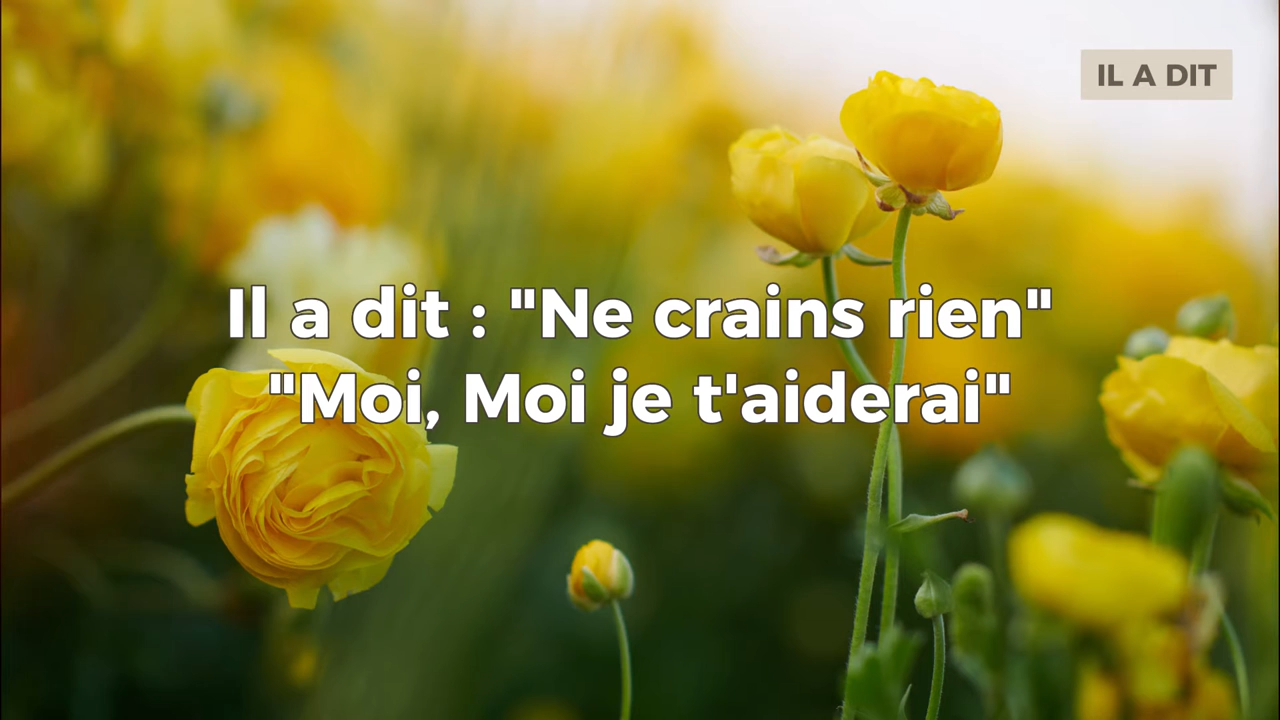 IL A DIT
Il a dit : "Ne crains rien"
"Moi, Moi je t'aiderai"